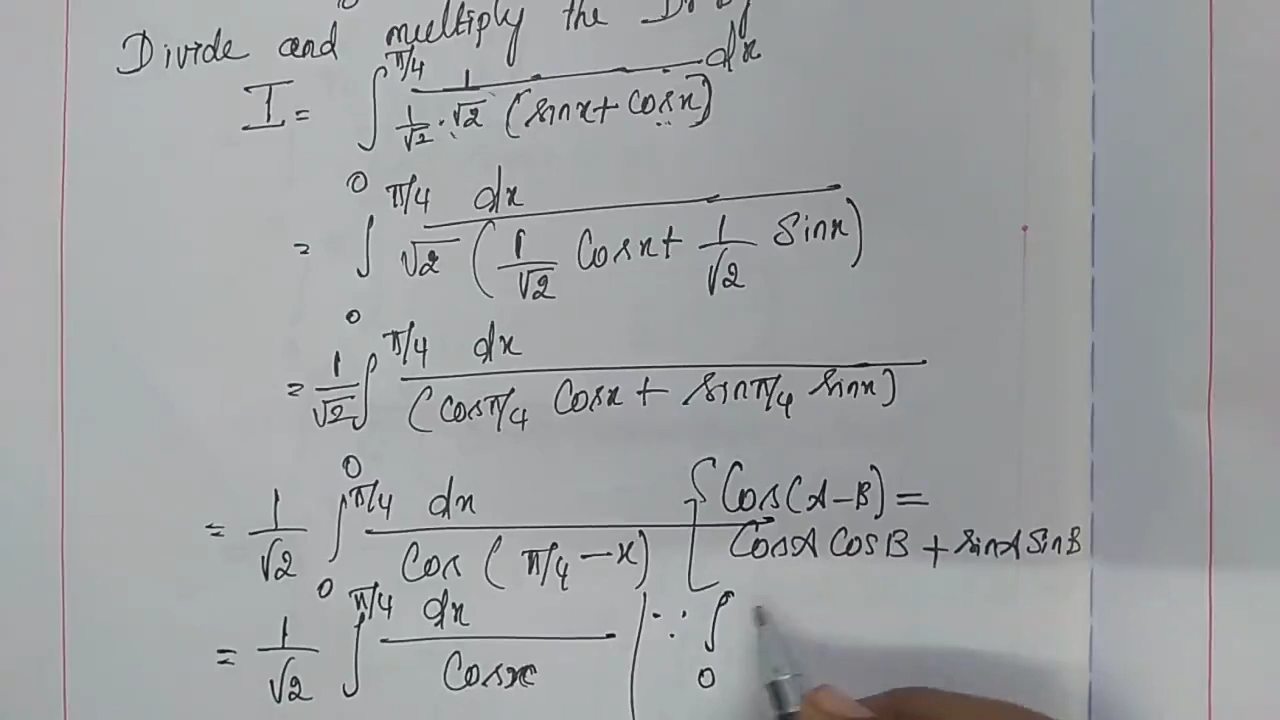 Divide and multiply the
I = ∫₀^{π/4} 1/(1/√2 · √2 (sinx + cosx)) dx
= ∫₀^{π/4} dx/(√2 (1/√2 Cosx + 1/√2 Sinx))
= 1/√2 ∫₀^{π/4} dx/(cosπ/4 Cosx + sinπ/4 sinx)
= 1/√2 ∫₀^{π/4} dx/Cos(π/4 – x) [Cos(A–B) =
CosA CosB + sinA SinB
= 1/√2 ∫^{π/4} dx/Cosx | ∵ ∫₀